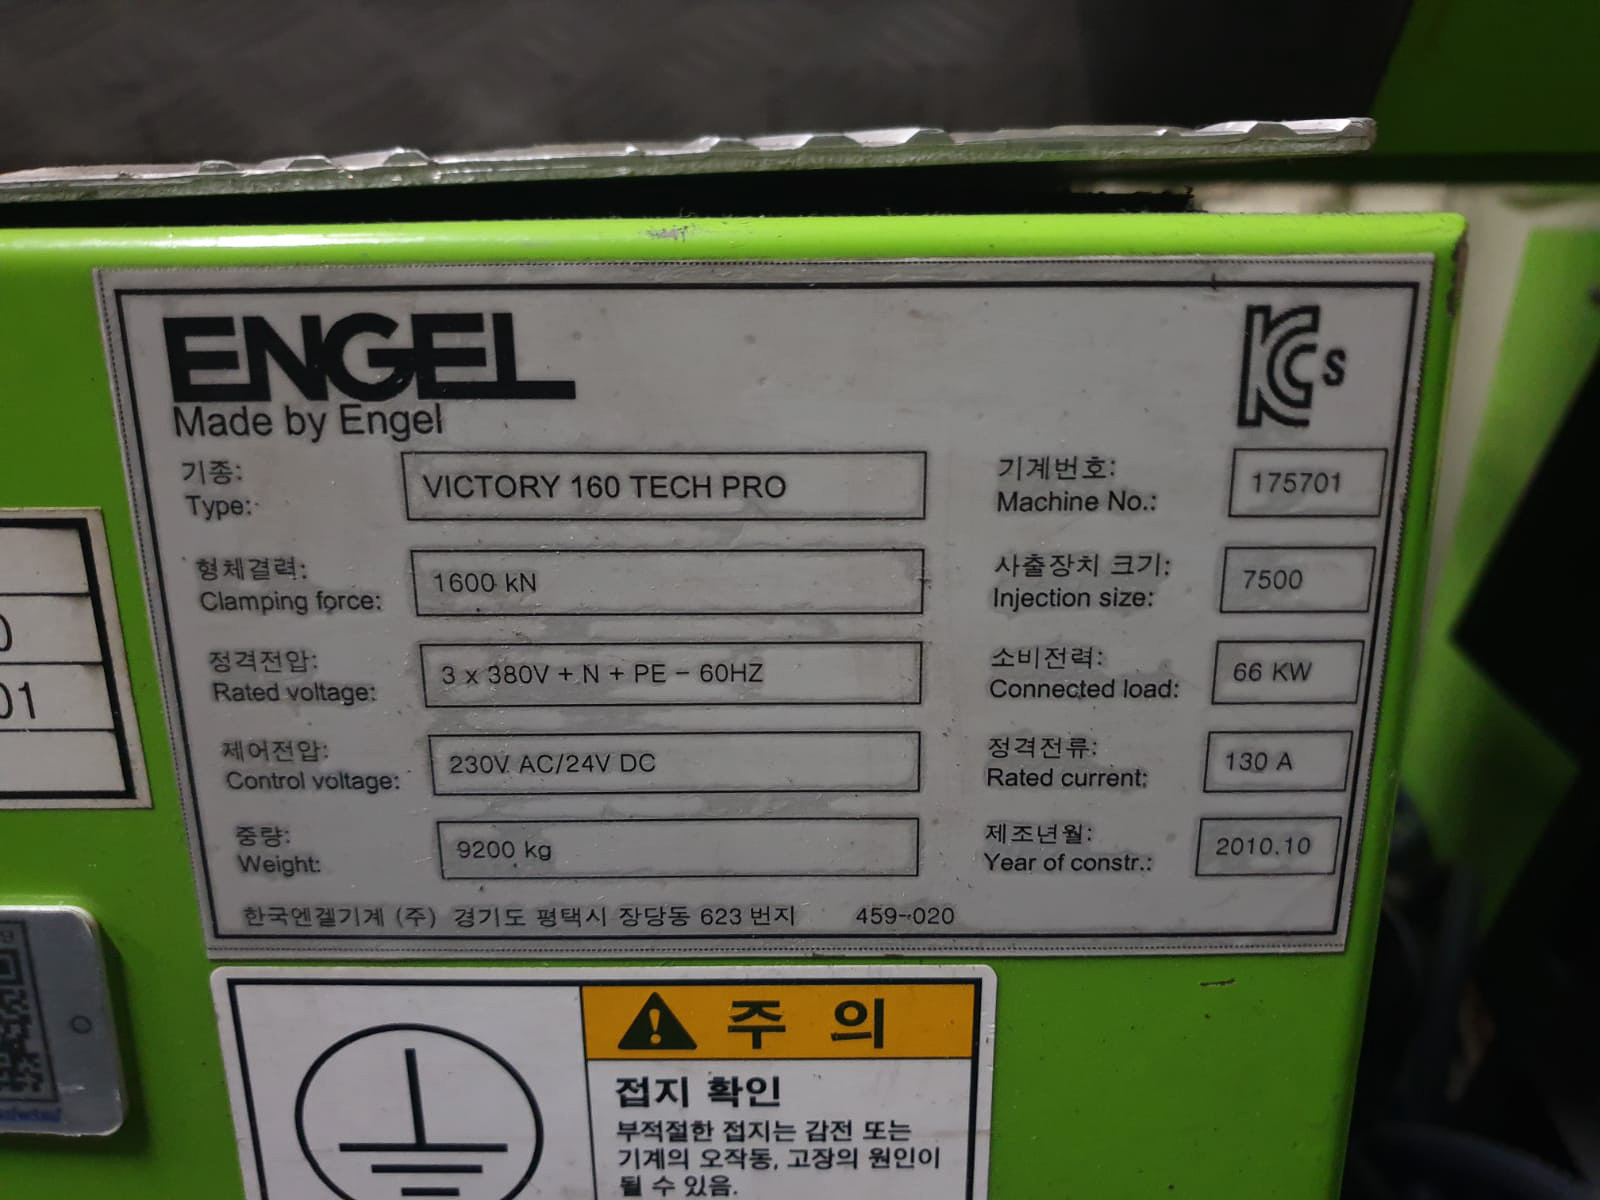 ENGEL
Made by Engel
KCs
기종:
Type:
VICTORY 160 TECH PRO
기계번호:
Machine No.:
175701
형체결력:
Clamping force:
1600 kN
사출장치 크기:
Injection size:
7500
정격전압:
Rated voltage:
3 x 380V + N + PE - 60HZ
소비전력:
Connected load:
66 KW
제어전압:
Control voltage:
230V AC/24V DC
정격전류:
Rated current:
130 A
중량:
Weight:
9200 kg
제조년월:
Year of constr.:
2010.10
한국엔겔기계 (주) 경기도 평택시 장당동 623 번지 459-020
01
주 의
접지 확인
부적절한 접지는 감전 또는
기계의 오작동, 고장의 원인이
될 수 있음.